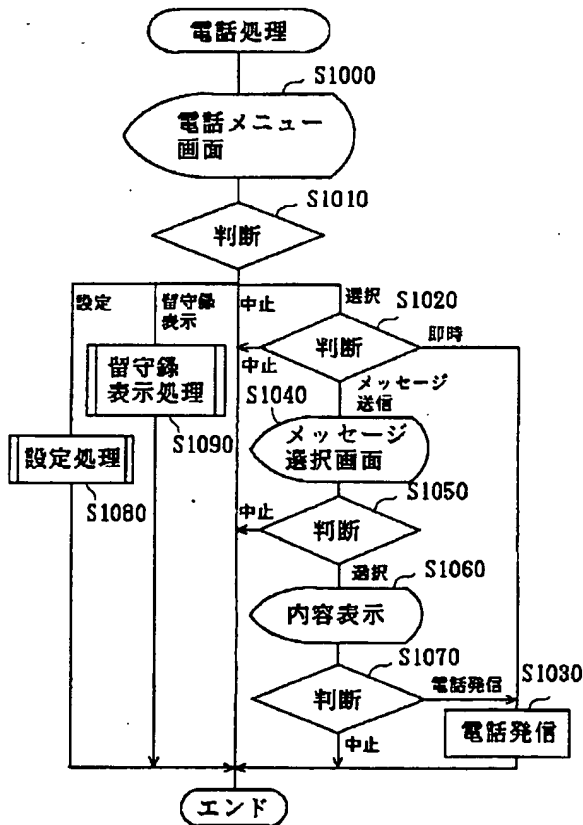 電話処理
S1000
電話メニュー
画面
S1010
判断
設定
留守録
表示
中止
選択
S1020
判断
即時
中止
留守録
表示処理
S1090
メッセージ
送信
S1040
メッセージ
選択画面
設定処理
S1080
S1050
中止
判断
選択
S1060
内容表示
S1070
判断
電話発信
S1030
電話発信
中止
エンド